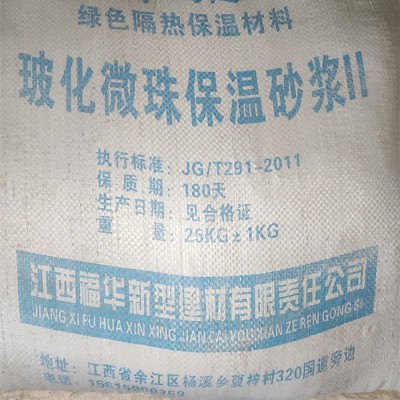 绿色隔热保温材料
玻化微珠保温砂浆II
执行标准：JG/T291-2011
保质期：180天
生产日期：见合格证
重量：25KG±1KG
江西福华新型建材有限责任公司
JIANG XI FU HUA XIN XING JIAN CAI YOU XIAN ZE REN GONG SI
地址：江西省余江区杨溪乡夏梓村320国道旁边
电话：